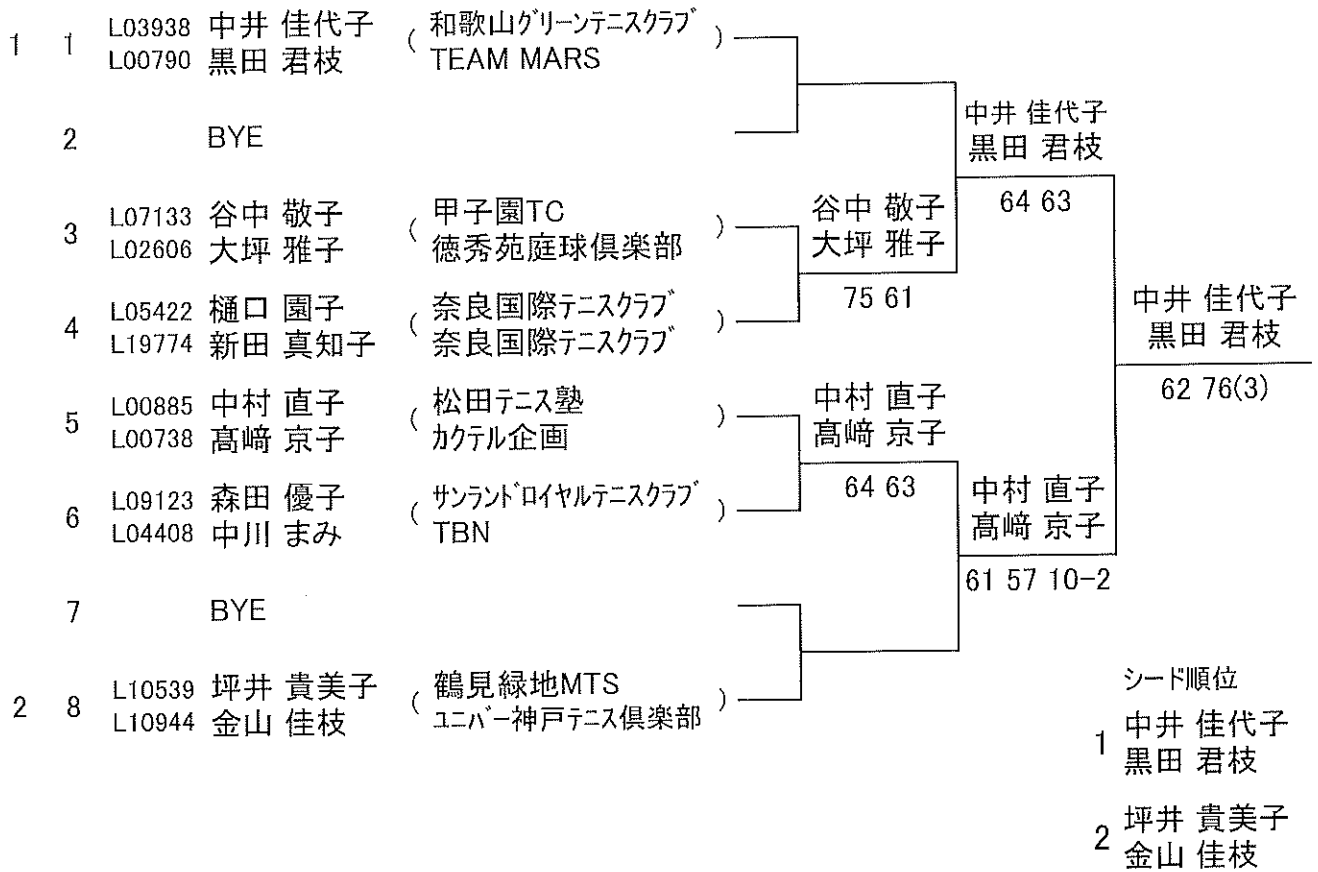 1 1 L03938 中井 佳代子 ( 和歌山グリーンテニスクラブ )
L00790 黒田 君枝 TEAM MARS
2 BYE
3 L07133 谷中 敬子 ( 甲子園TC )
L02606 大坪 雅子 徳秀苑庭球倶楽部
4 L05422 樋口 園子 ( 奈良国際テニスクラブ )
L19774 新田 真知子 奈良国際テニスクラブ
5 L00885 中村 直子 ( 松田テニス塾 )
L00738 髙﨑 京子 カクテル企画
6 L09123 森田 優子 ( サンランドロイヤルテニスクラブ )
L04408 中川 まみ TBN
7 BYE
2 8 L10539 坪井 貴美子 ( 鶴見緑地MTS )
L10944 金山 佳枝 ユニバー神戸テニス倶楽部
谷中 敬子
大坪 雅子
75 61
中村 直子
髙﨑 京子
64 63
中井 佳代子
黒田 君枝
64 63
中村 直子
髙﨑 京子
61 57 10-2
中井 佳代子
黒田 君枝
62 76(3)
シード順位
1 中井 佳代子
黒田 君枝
2 坪井 貴美子
金山 佳枝